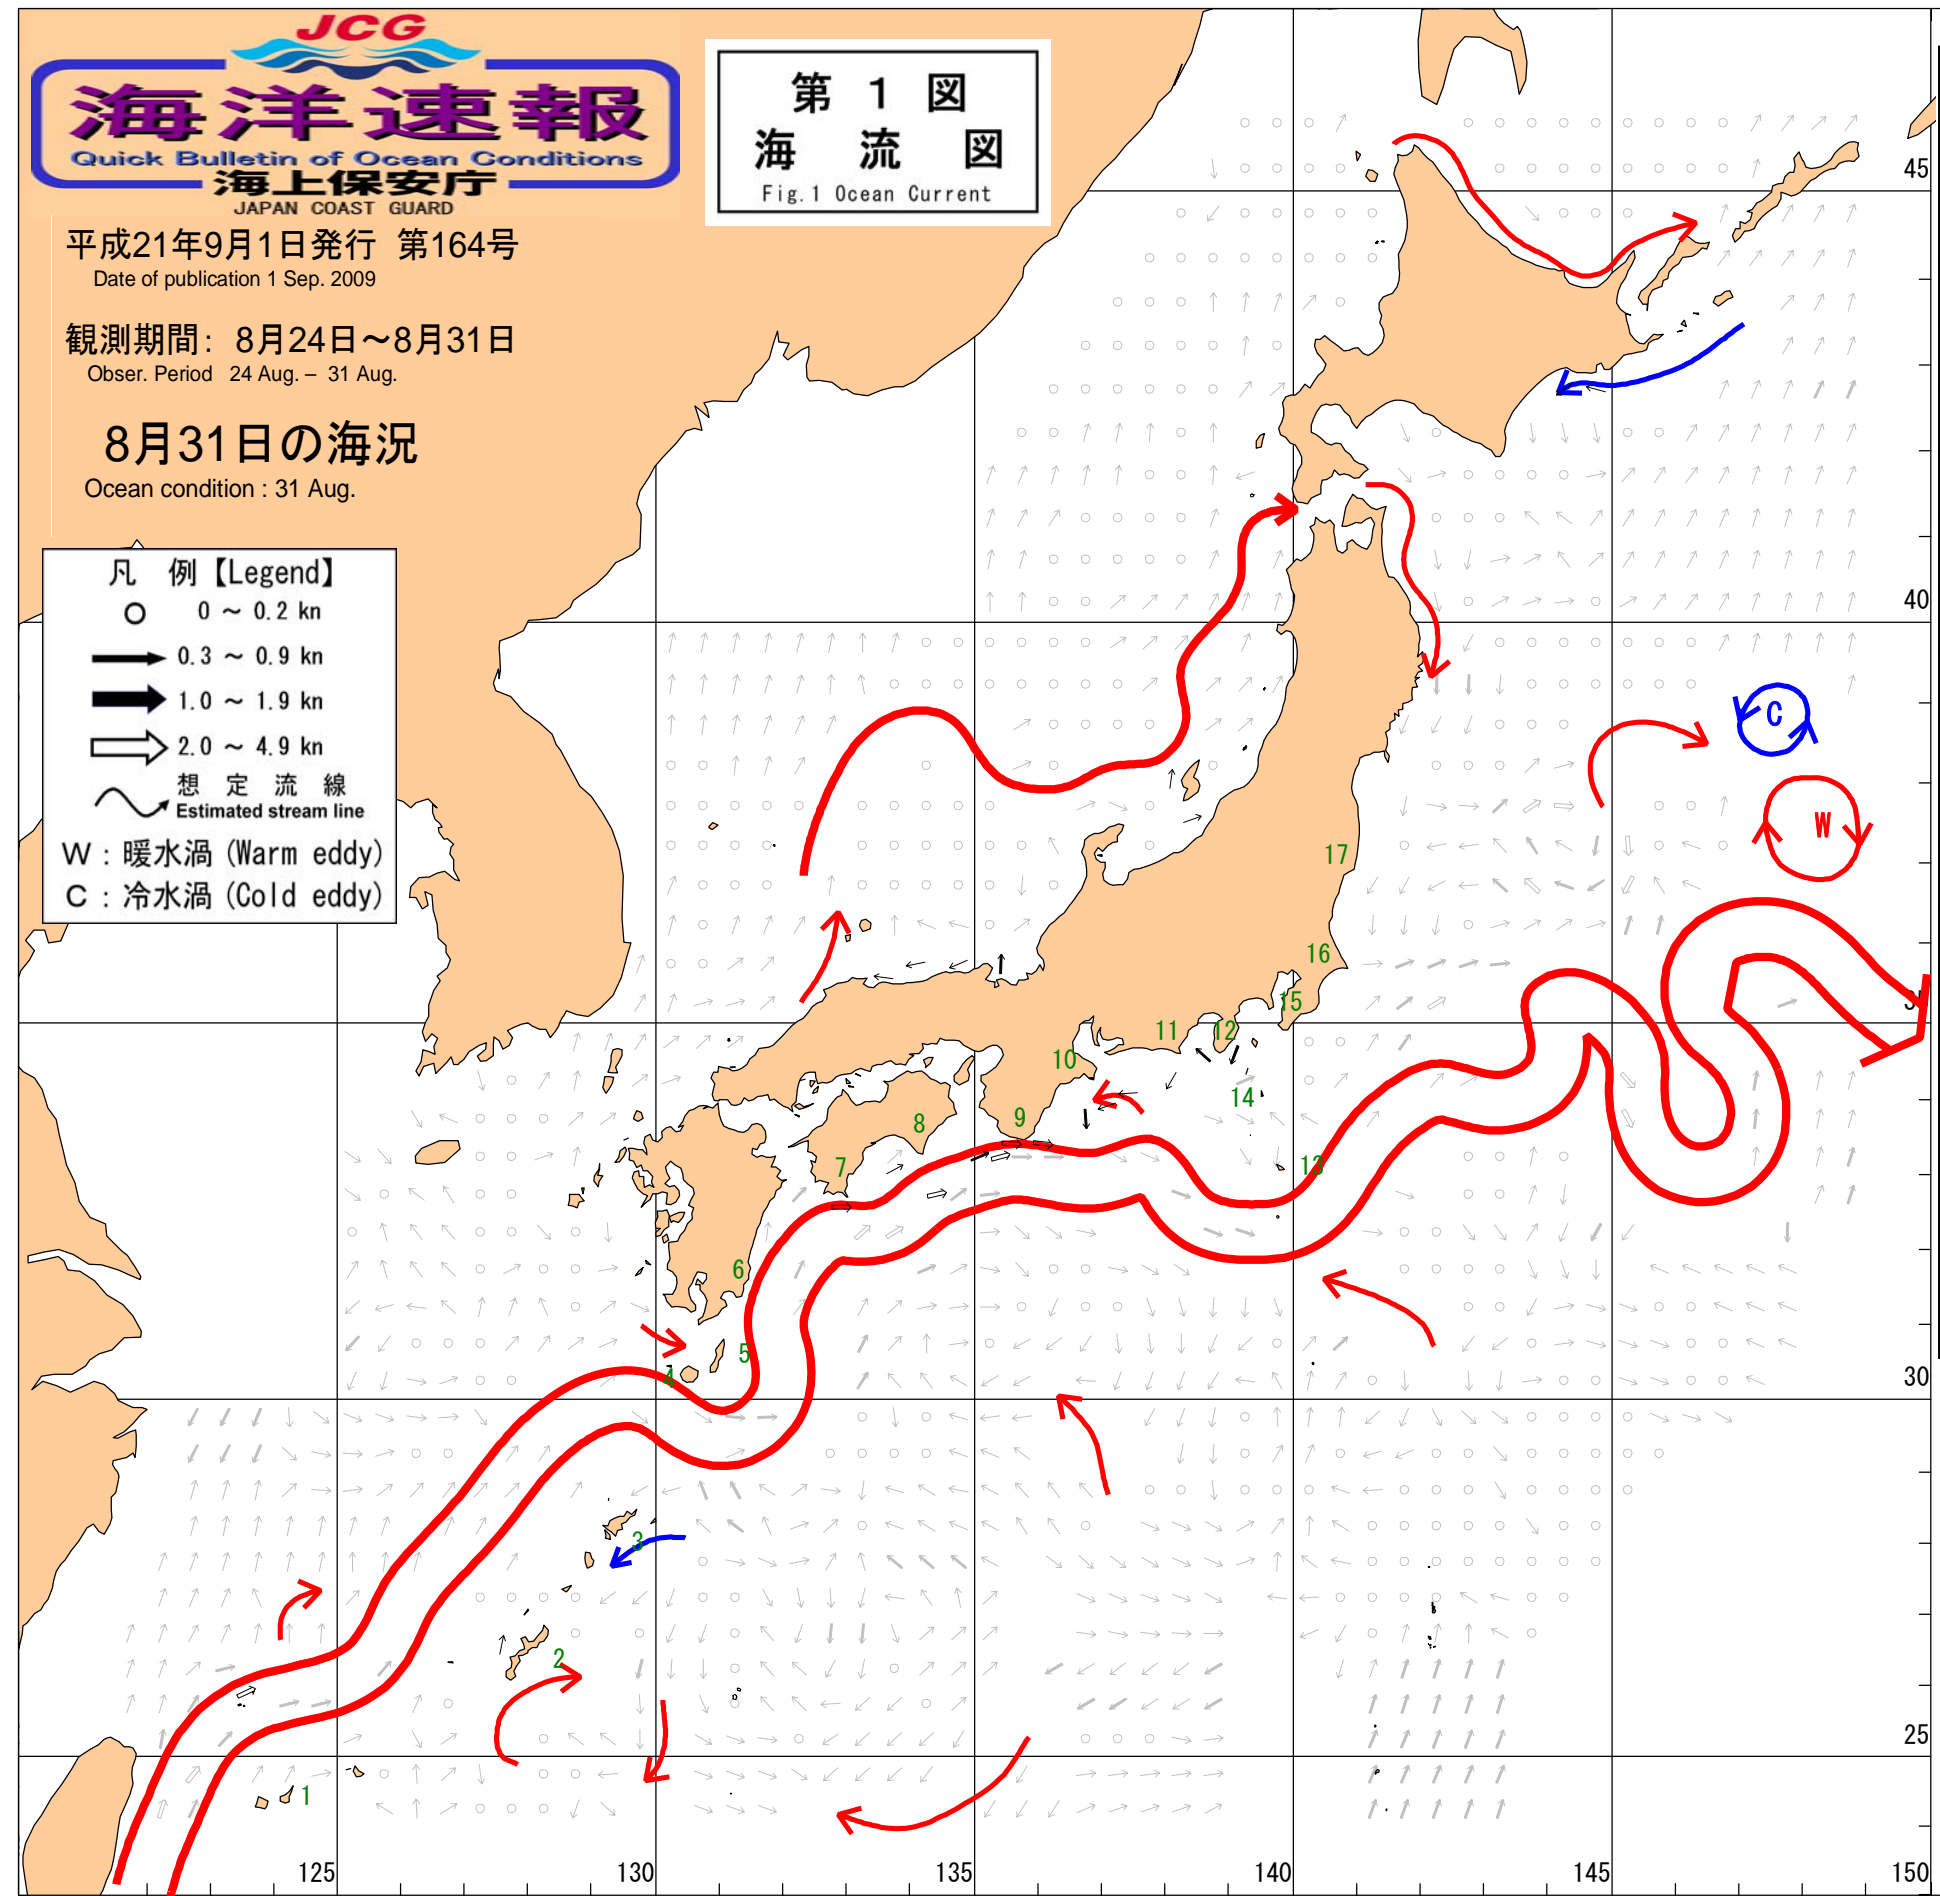 JCG
海洋速報
Quick Bulletin of Ocean Conditions
海上保安庁
JAPAN COAST GUARD
第 1 図
海 流 図
Fig.1 Ocean Current
平成21年9月1日発行 第164号
Date of publication 1 Sep. 2009
観測期間: 8月24日~8月31日
Obser. Period 24 Aug. – 31 Aug.
8月31日の海況
Ocean condition : 31 Aug.
凡 例【Legend】
0 ~ 0.2 kn
0.3 ~ 0.9 kn
1.0 ~ 1.9 kn
2.0 ~ 4.9 kn
想 定 流 線
Estimated stream line
W : 暖水渦 (Warm eddy)
C : 冷水渦 (Cold eddy)
45
40
C
W
17
16
15
12
11
10
14
9
8
7
13
6
5
4
30
3
2
25
1
125
130
135
140
145
150